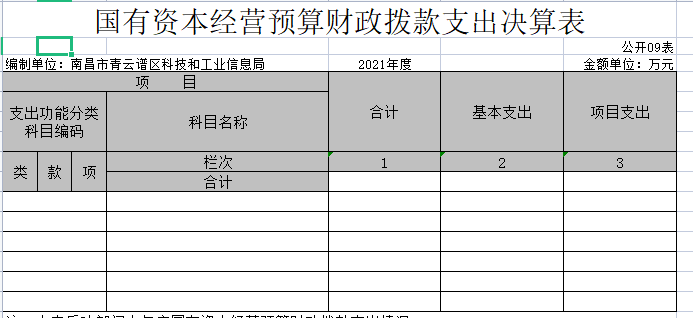 国有资本经营预算财政拨款支出决算表
公开09表
编制单位：南昌市青云谱区科技和工业信息局 2021年度 金额单位：万元
项 目 合计 基本支出 项目支出
支出功能分类科目编码 科目名称
类 款 项 栏次 1 2 3
合计